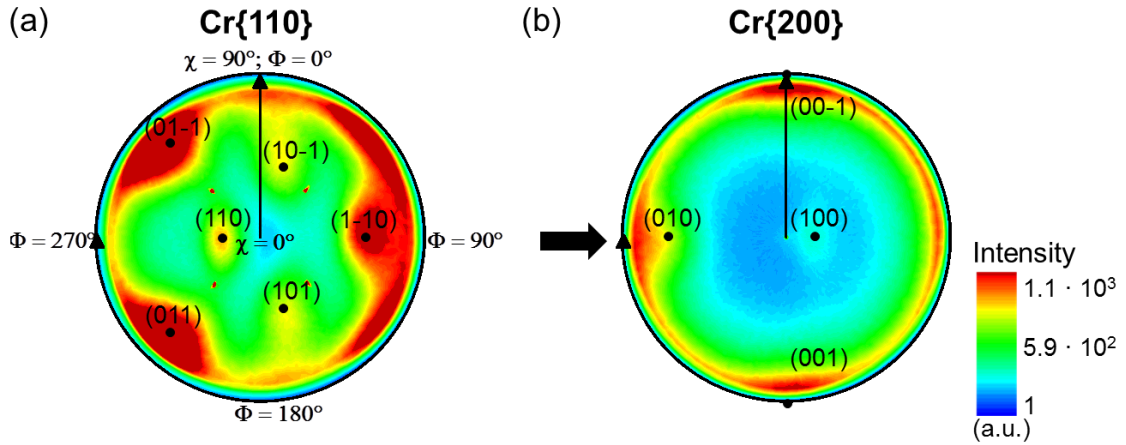 (a)
Cr{110}
χ = 90°; Φ = 0°
(01-1)
(10-1)
(110)
(1-10)
χ = 0°
Φ = 270°
Φ = 90°
(101)
(011)
Φ = 180°
(b)
Cr{200}
(00-1)
(010)
(100)
(001)
Intensity
1.1 · 10³
5.9 · 10²
1
(a.u.)